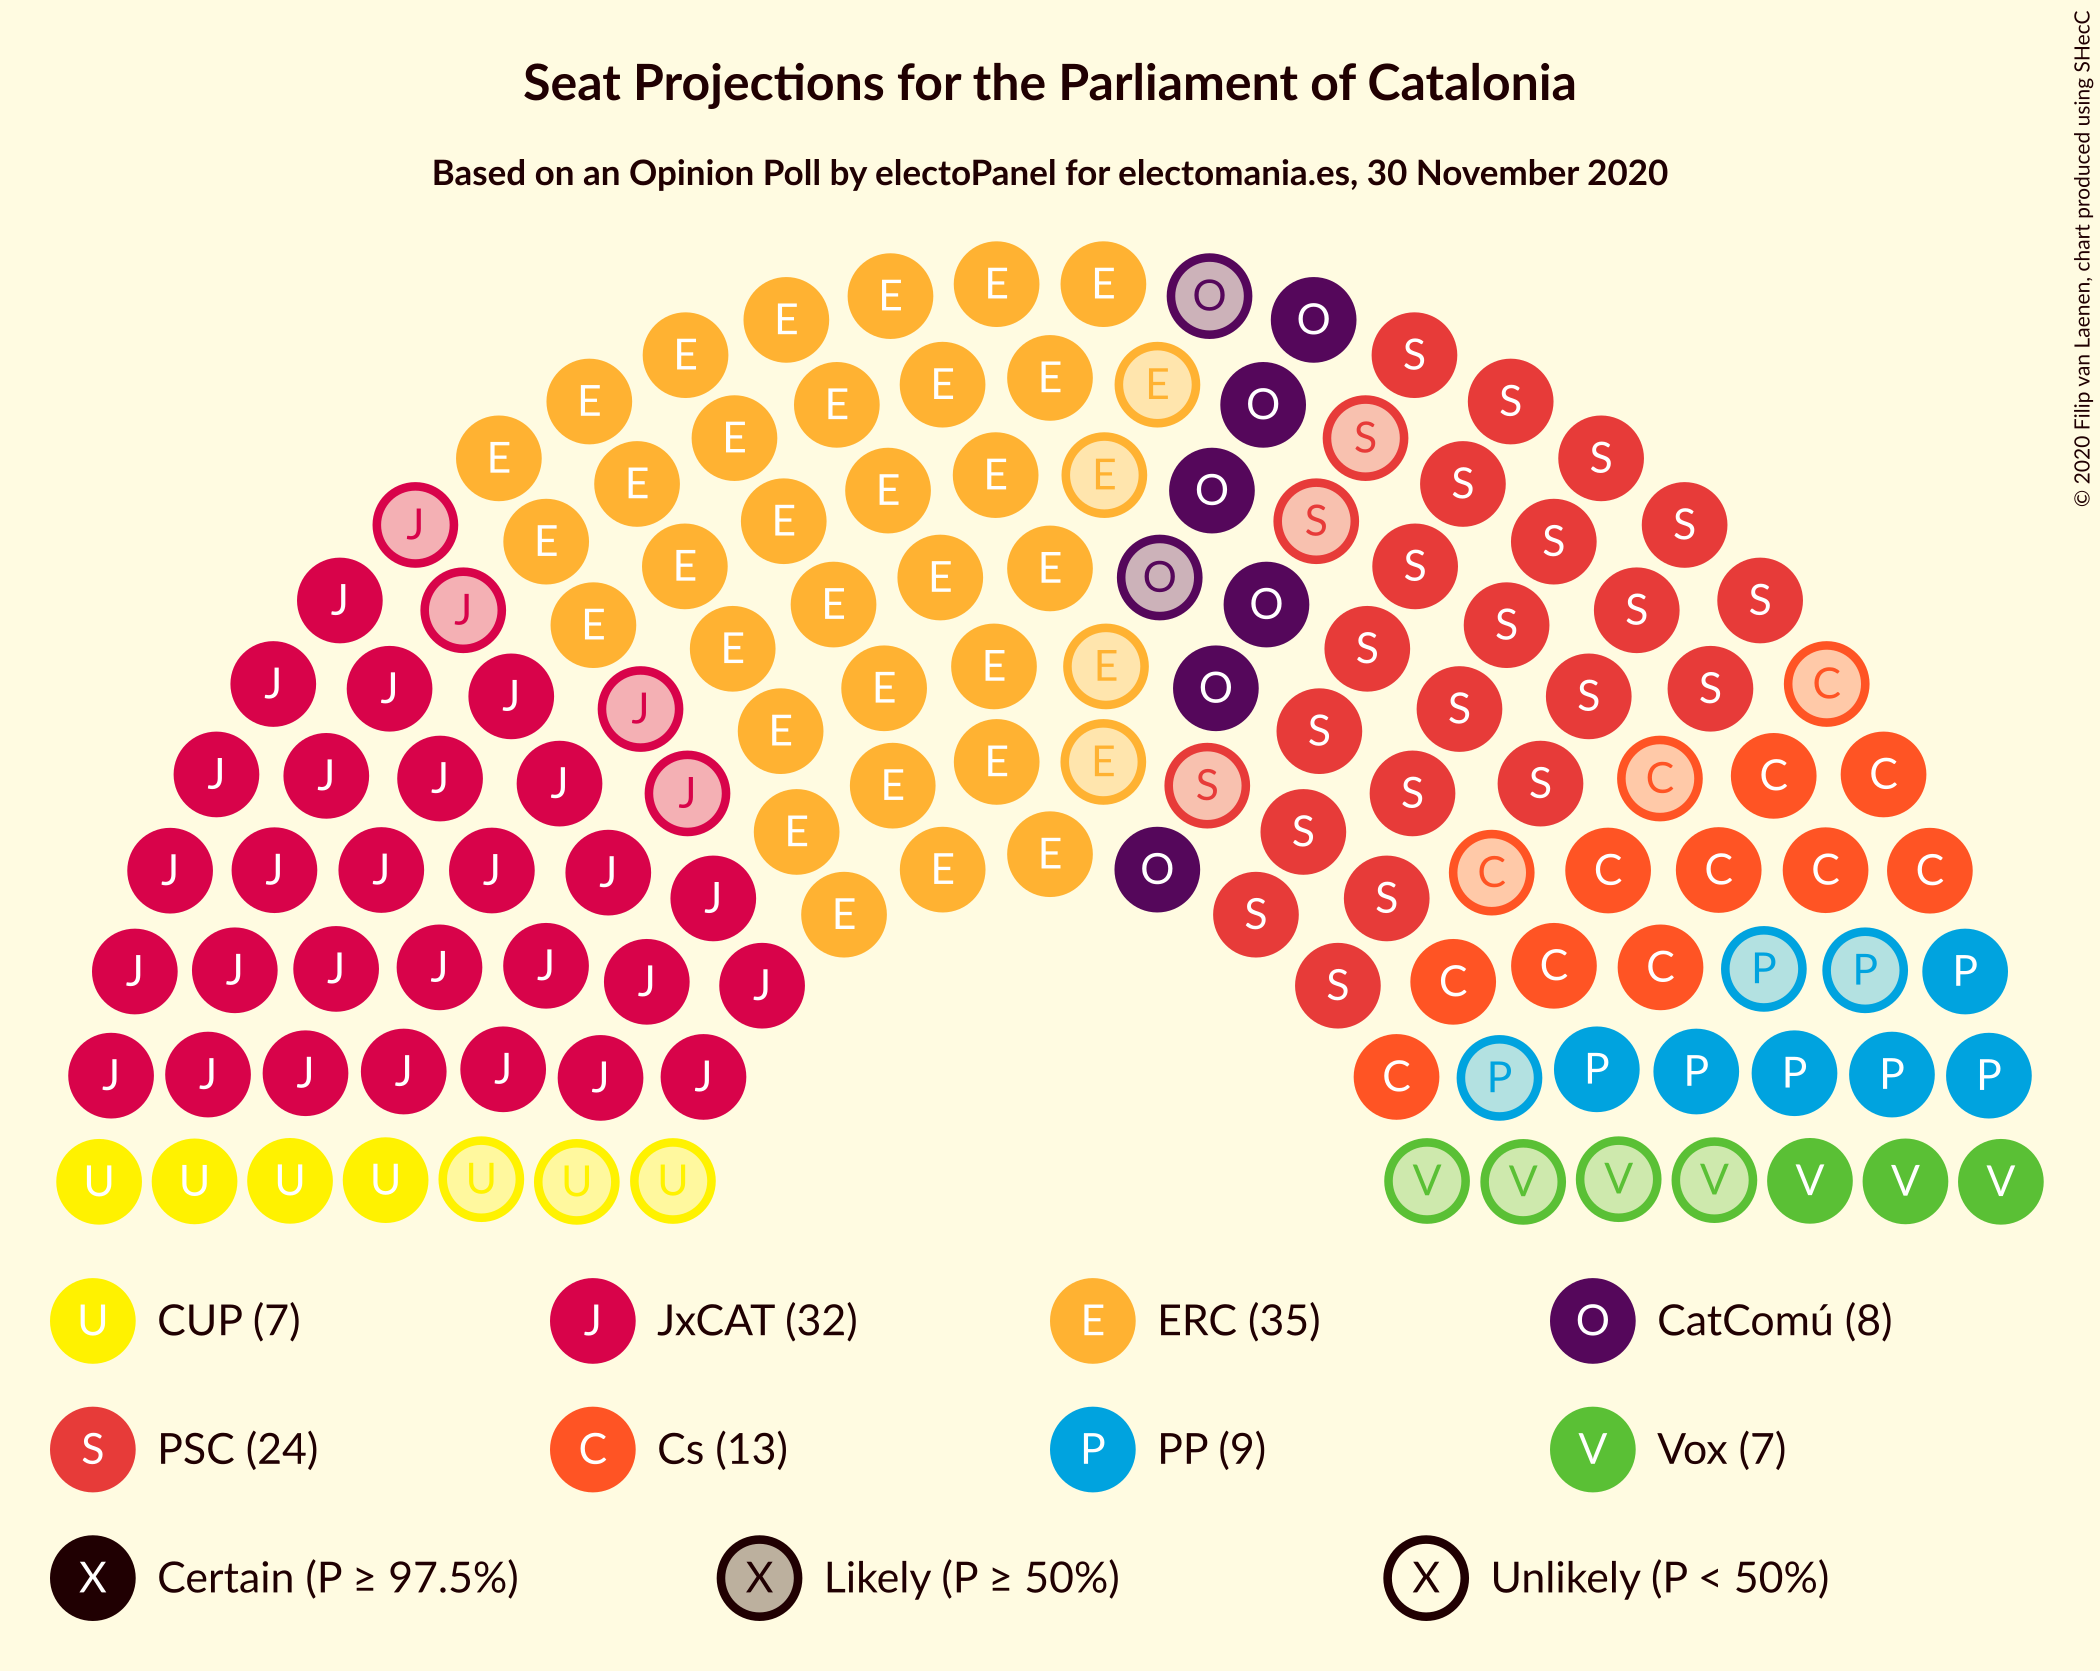 Seat Projections for the Parliament of Catalonia
Based on an Opinion Poll by electoPanel for electomania.es, 30 November 2020
© 2020 Filip van Laenen, chart produced using SHecC
E E E O O
E E S
E E E E E O S
E E E S S
J E E E E E O S S
E E E S S
J J E E E O O S S S
J E E S S
J J J J E E E E O S S S S C
J J J J J E E E S S S S C C C
J J J J J J E E E O S S S C C C C C
J J J J J J J S C C C P P P
J J J J J J J C P P P P P P
U U U U U U U V V V V V V V
U CUP (7) J JxCAT (32) E ERC (35) O CatComú (8)
S PSC (24) C Cs (13) P PP (9) V Vox (7)
X Certain (P ≥ 97.5%) X Likely (P ≥ 50%) X Unlikely (P < 50%)